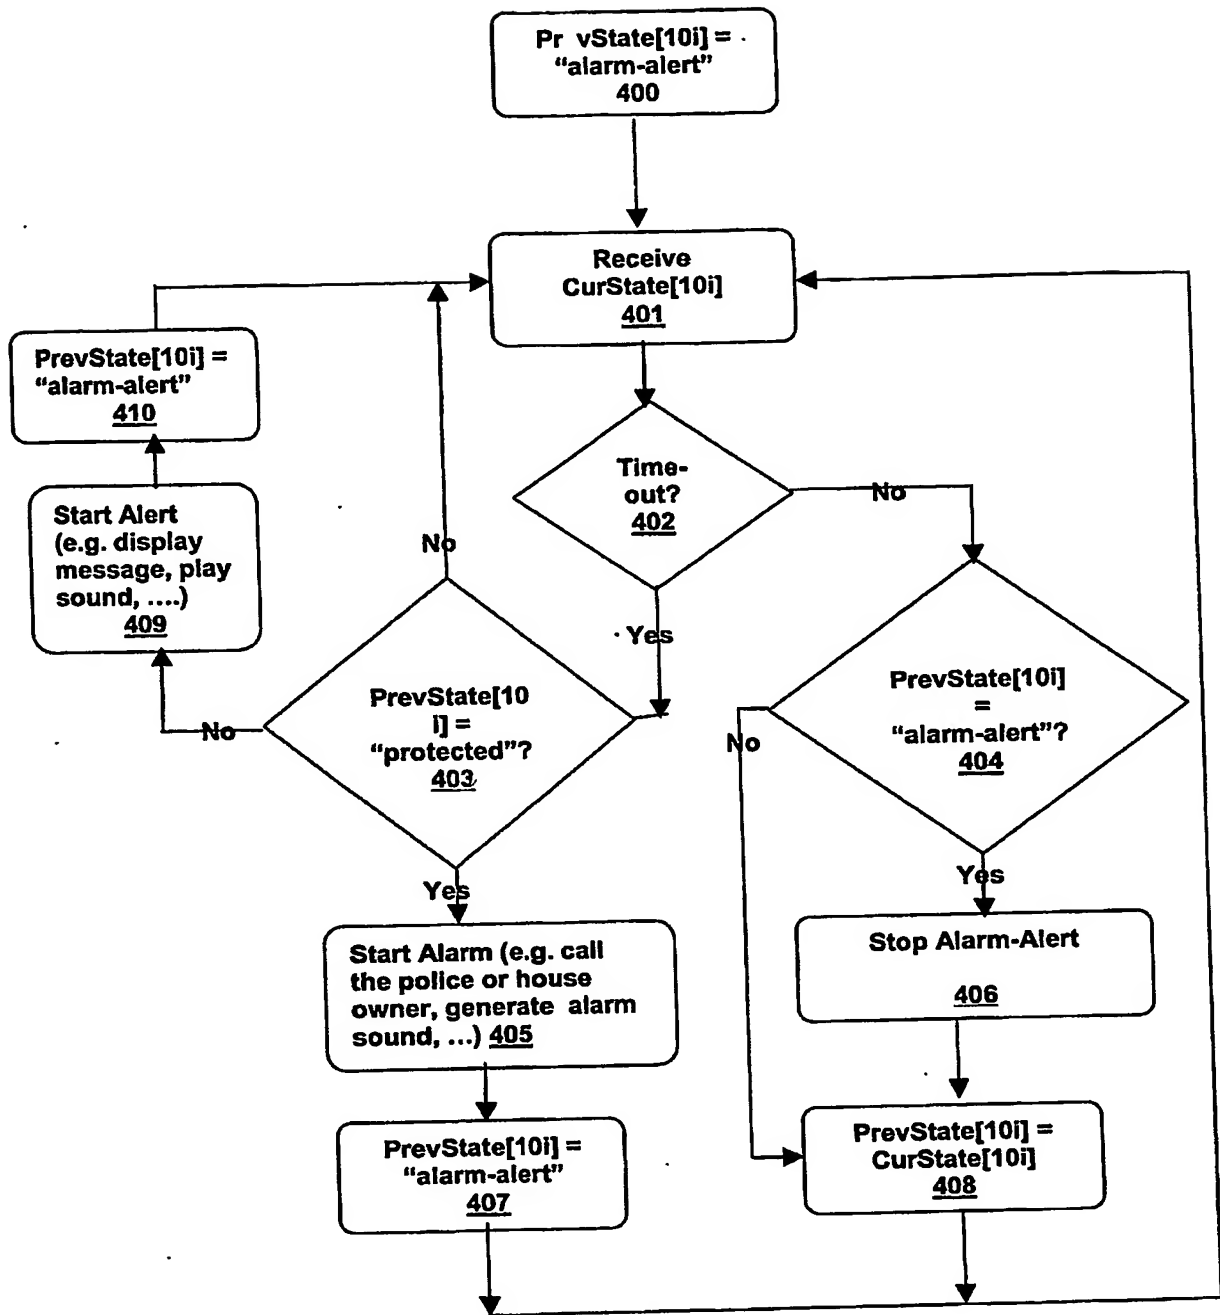 Pr vState[10i] =
“alarm-alert”
400
Receive
CurState[10i]
401
PrevState[10i] =
“alarm-alert”
410
Time-
out?
402
No
Start Alert
(e.g. display
message, play
sound, ....)
409
No
Yes
PrevState[10
i] =
“protected”?
403
No
PrevState[10i]
=
“alarm-alert”?
404
No
Yes
Yes
Start Alarm (e.g. call
the police or house
owner, generate alarm
sound, ...) 405
Stop Alarm-Alert
406
PrevState[10i] =
“alarm-alert”
407
PrevState[10i] =
CurState[10i]
408